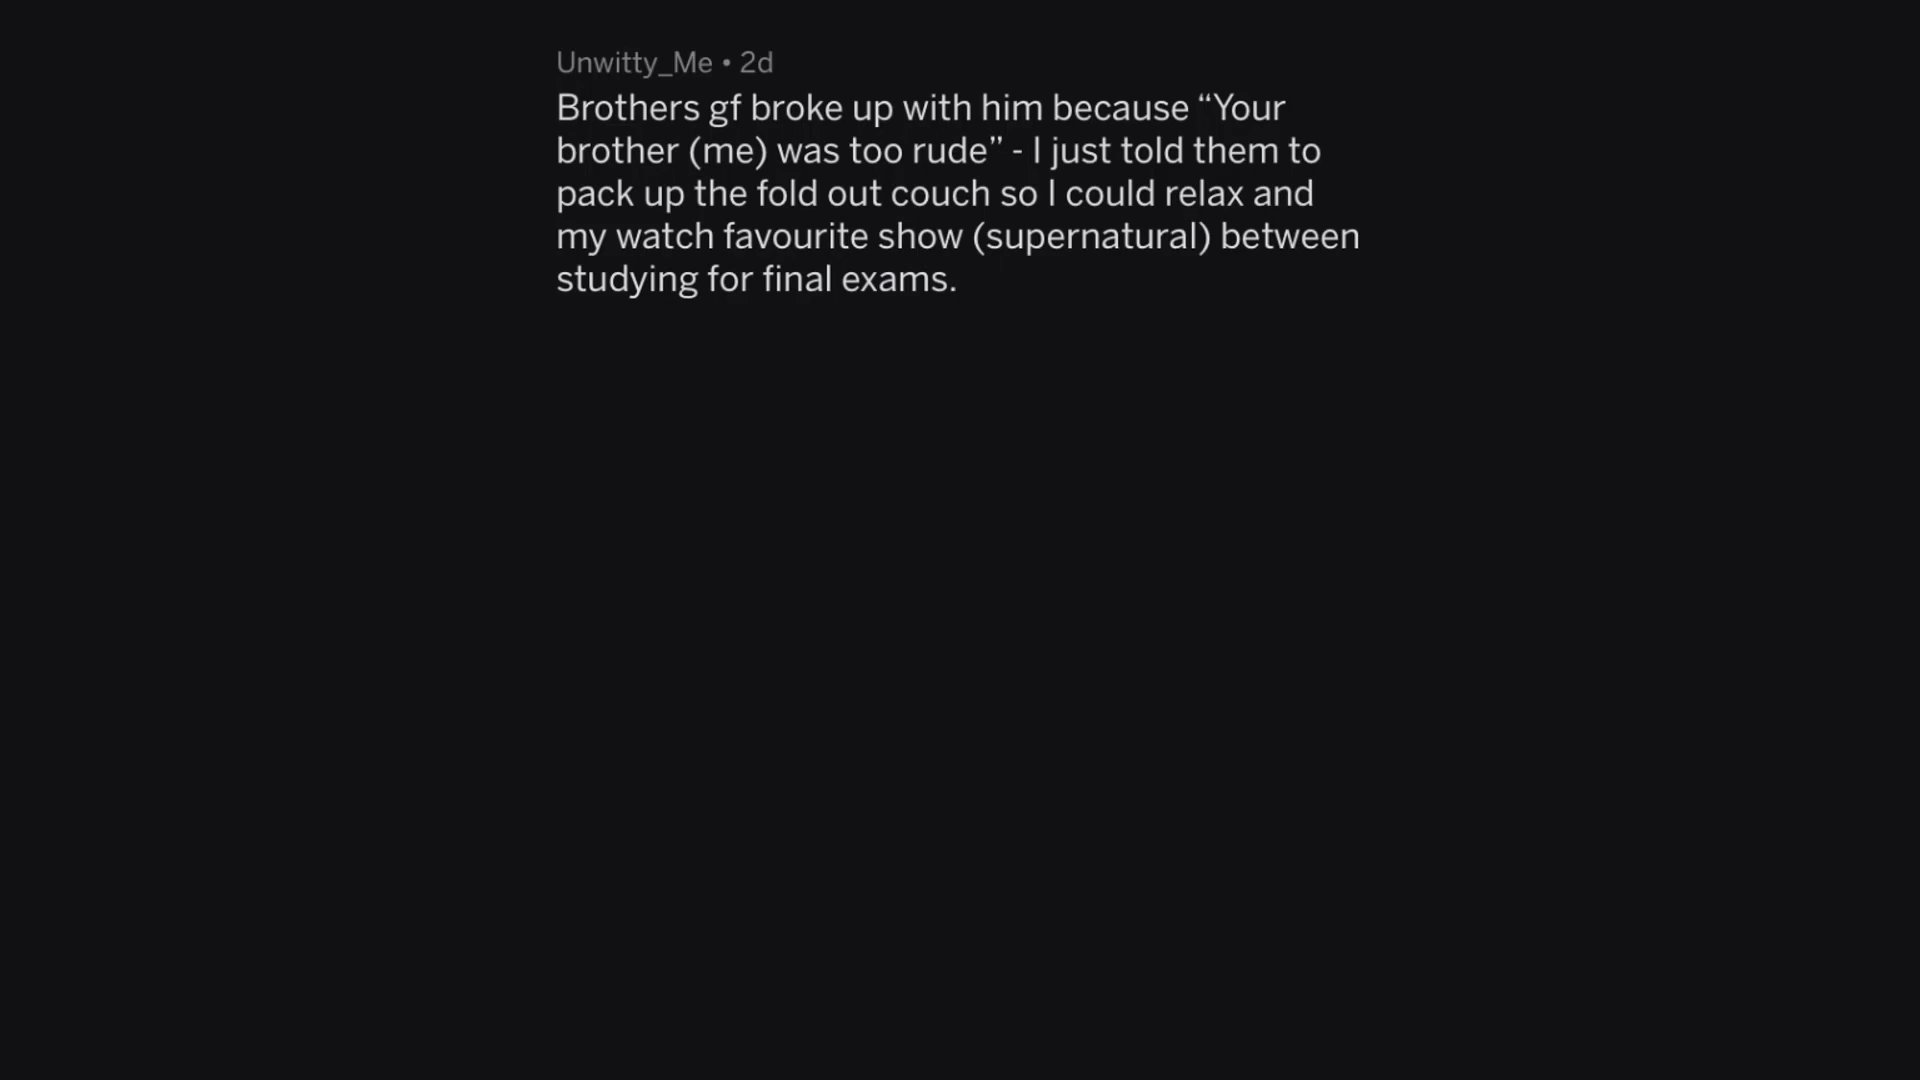 Unwitty_Me • 2d
Brothers gf broke up with him because “Your
brother (me) was too rude” - I just told them to
pack up the fold out couch so I could relax and
my watch favourite show (supernatural) between
studying for final exams.